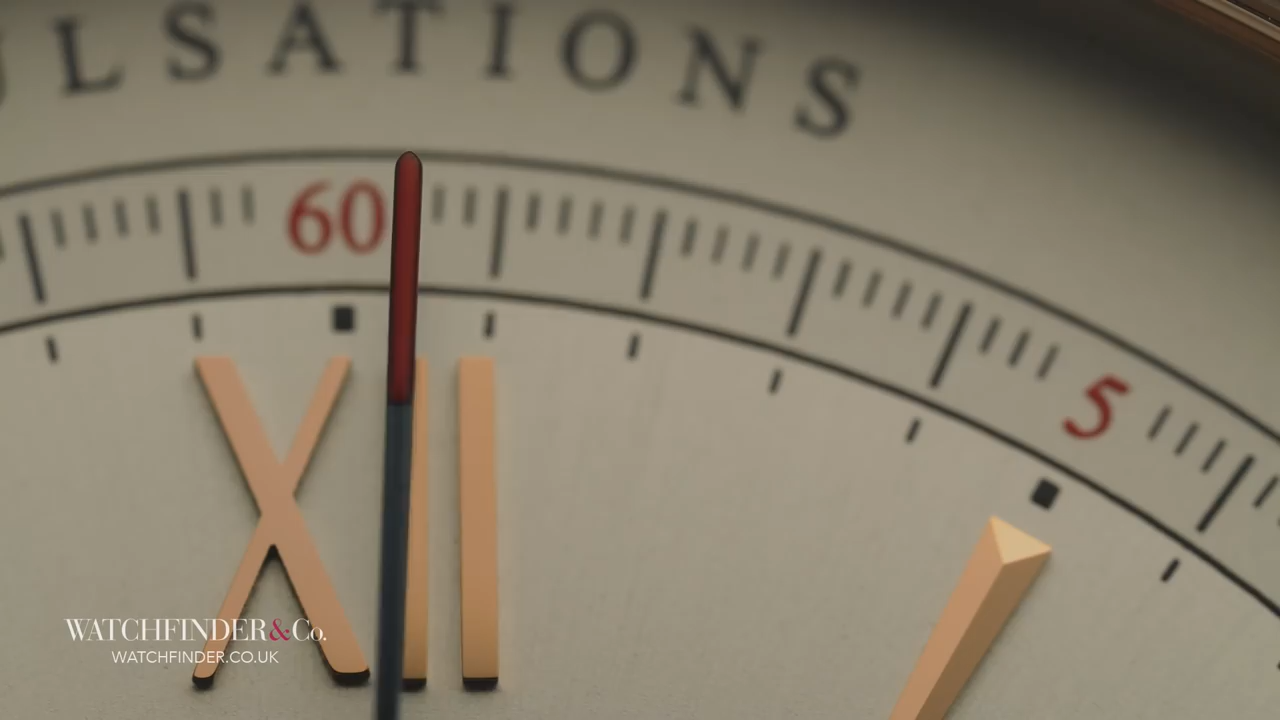 LSATIONS
60
5
XII
WATCHFINDER&Co.
WATCHFINDER.CO.UK